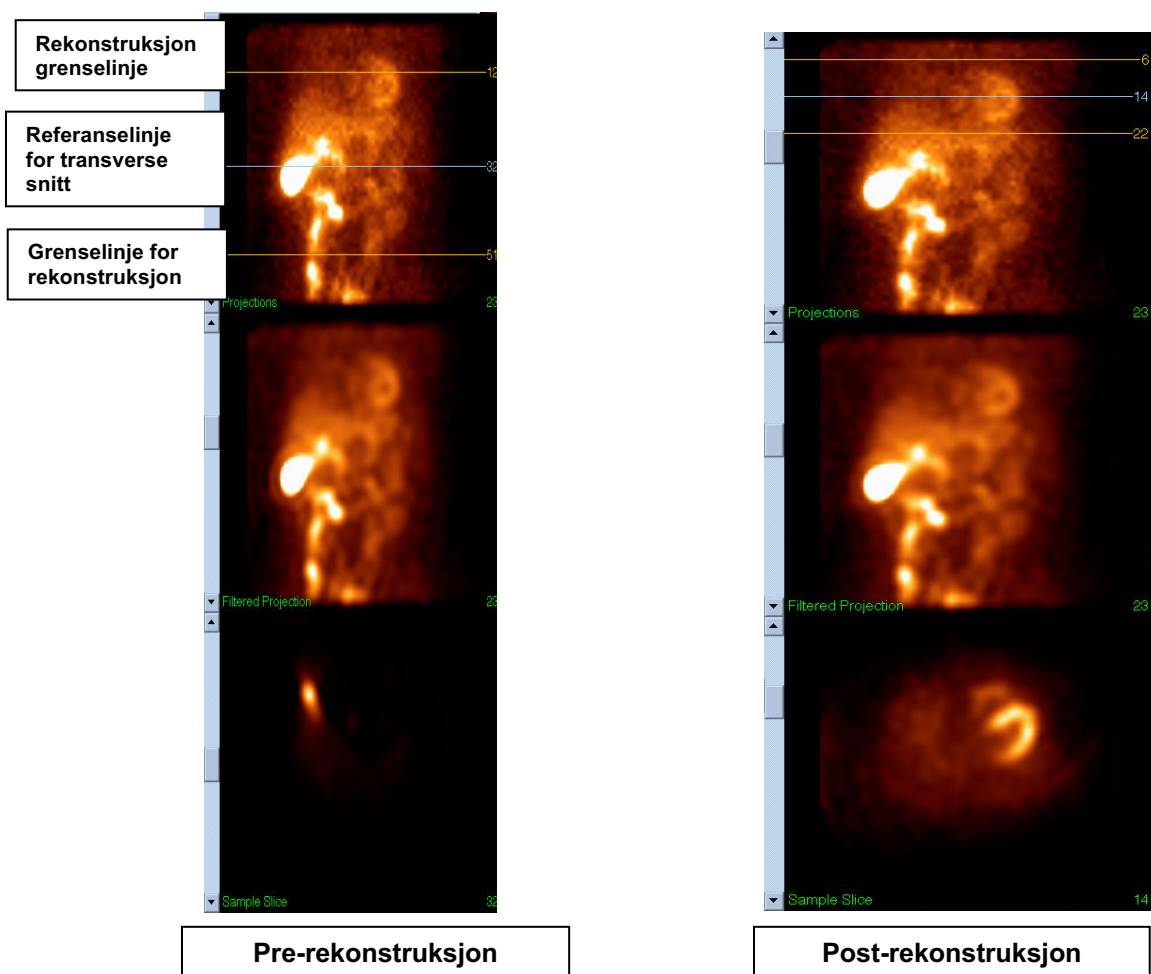 Rekonstruksjon
grenselinje
12
Referanselinje
for transverse
snitt
32
Grenselinje for
rekonstruksjon
51
Projections 23
Filtered Projection 23
Sample Slice 32
Pre-rekonstruksjon
6
14
22
Projections 23
Filtered Projection 23
Sample Slice 14
Post-rekonstruksjon